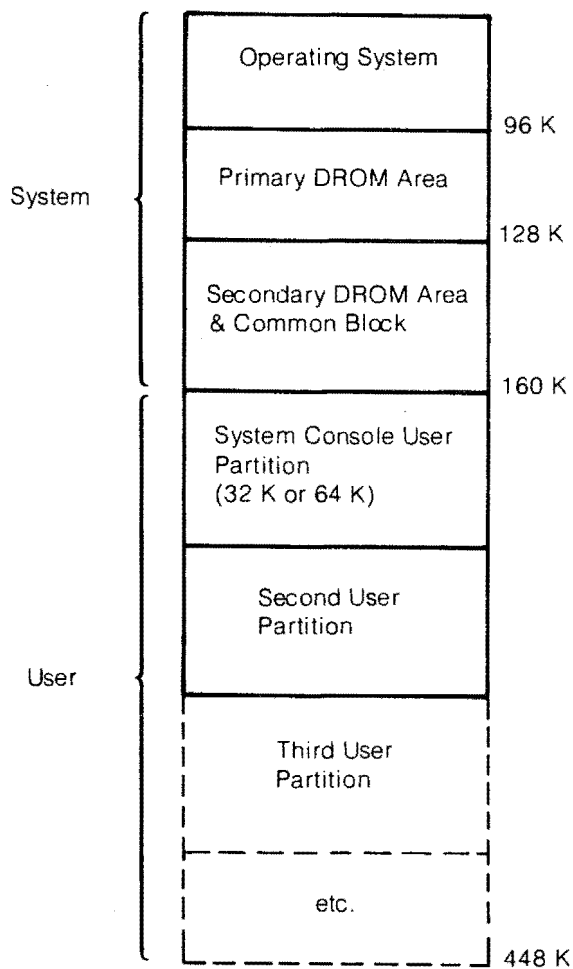 Operating System
96 K
Primary DROM Area
System
128 K
Secondary DROM Area
& Common Block
160 K
System Console User
Partition
(32 K or 64 K)
Second User
Partition
User
Third User
Partition
etc.
448 K